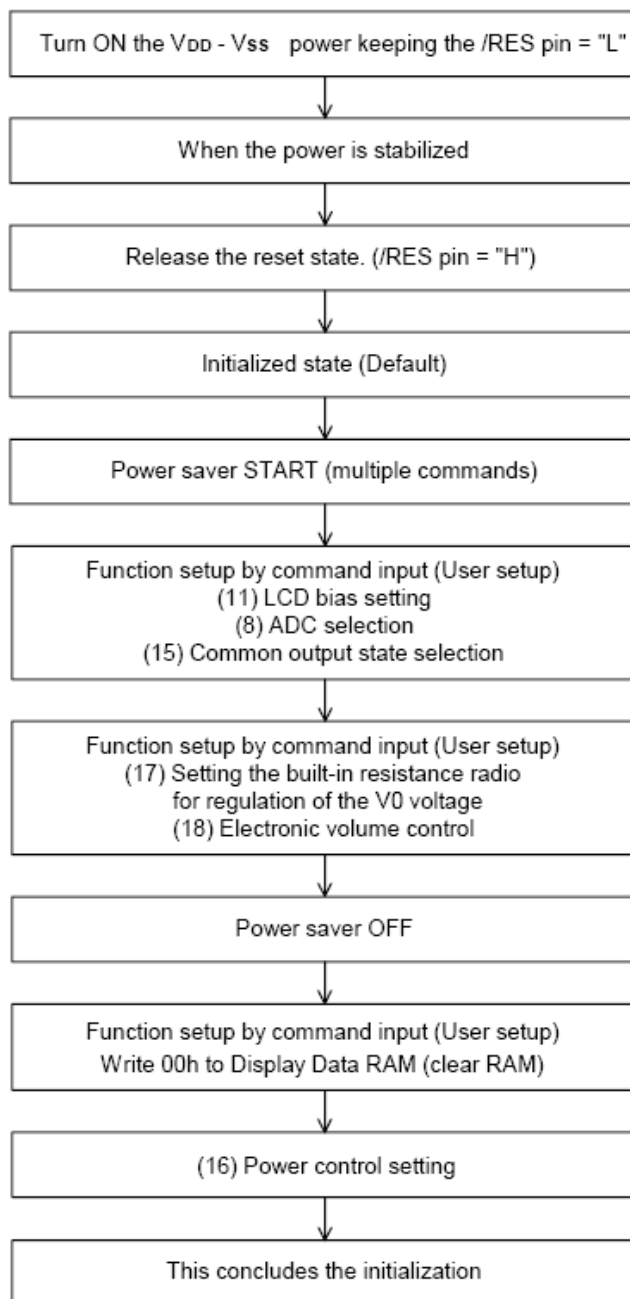 Turn ON the VDD - Vss power keeping the /RES pin = "L"
When the power is stabilized
Release the reset state. (/RES pin = "H")
Initialized state (Default)
Power saver START (multiple commands)
Function setup by command input (User setup)
(11) LCD bias setting
(8) ADC selection
(15) Common output state selection
Function setup by command input (User setup)
(17) Setting the built-in resistance radio
for regulation of the V0 voltage
(18) Electronic volume control
Power saver OFF
Function setup by command input (User setup)
Write 00h to Display Data RAM (clear RAM)
(16) Power control setting
This concludes the initialization